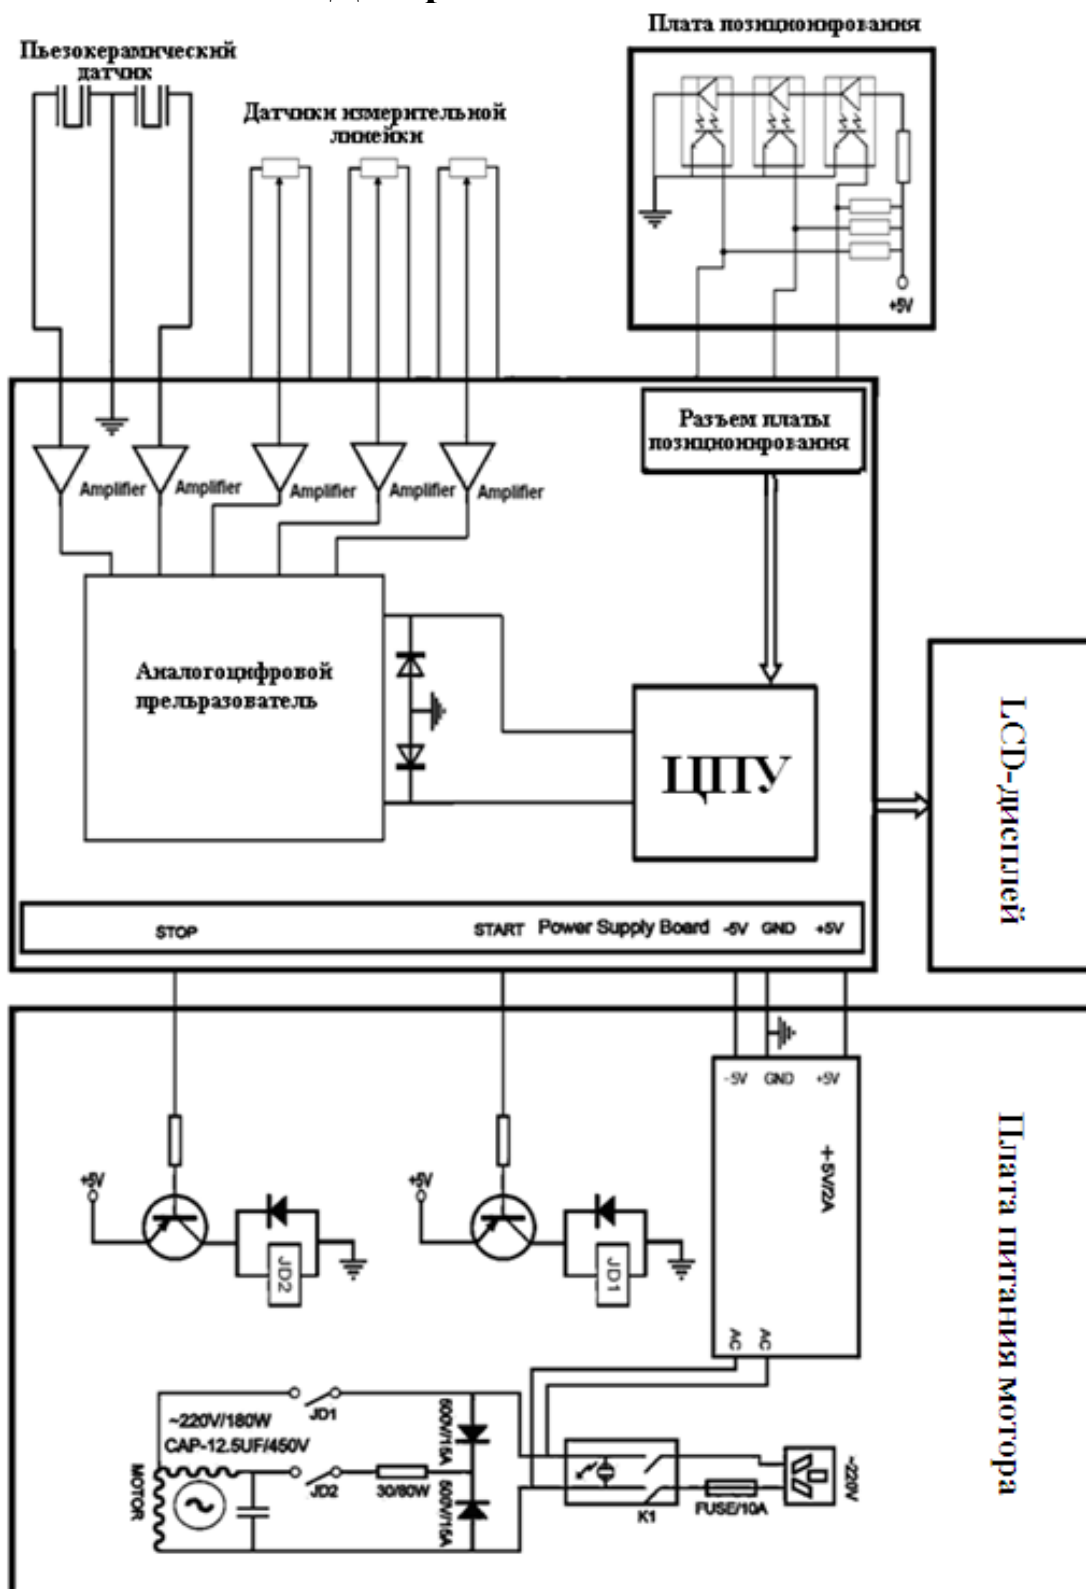 Плата позиционирования
Пьезокерамический
датчик
Датчики измерительной
линейки
+5V
Разъем платы
позиционирования
Amplifier
Amplifier
Amplifier
Amplifier
Amplifier
Аналогоцифровой
прельразователь
ЦПУ
LCD-дисплей
STOP
START
Power Supply Board
-5V
GND
+5V
-5V
GND
+5V
+5V/2A
AC
AC
+5V
JD2
+5V
JD1
Плата питания мотора
~220V/180W
CAP-12.5UF/450V
JD1
MOTOR
JD2
30/80W
600V/15A
600V/15A
K1
FUSE/10A
~220V